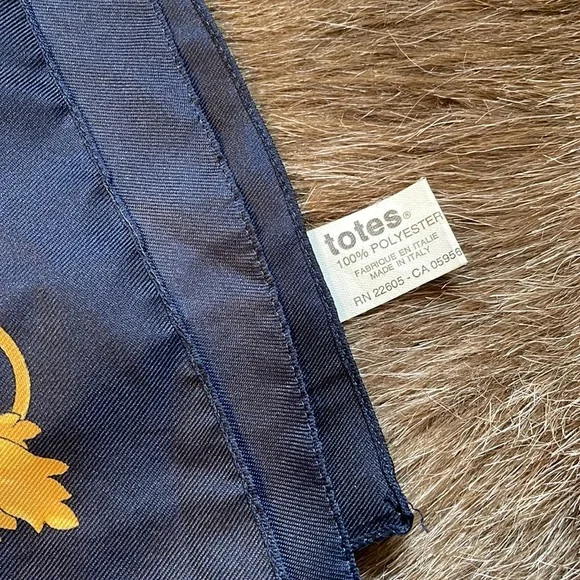 totes®
100% POLYESTER
FABRIQUE EN ITALIE
MADE IN ITALY
RN 22605 - CA 05956